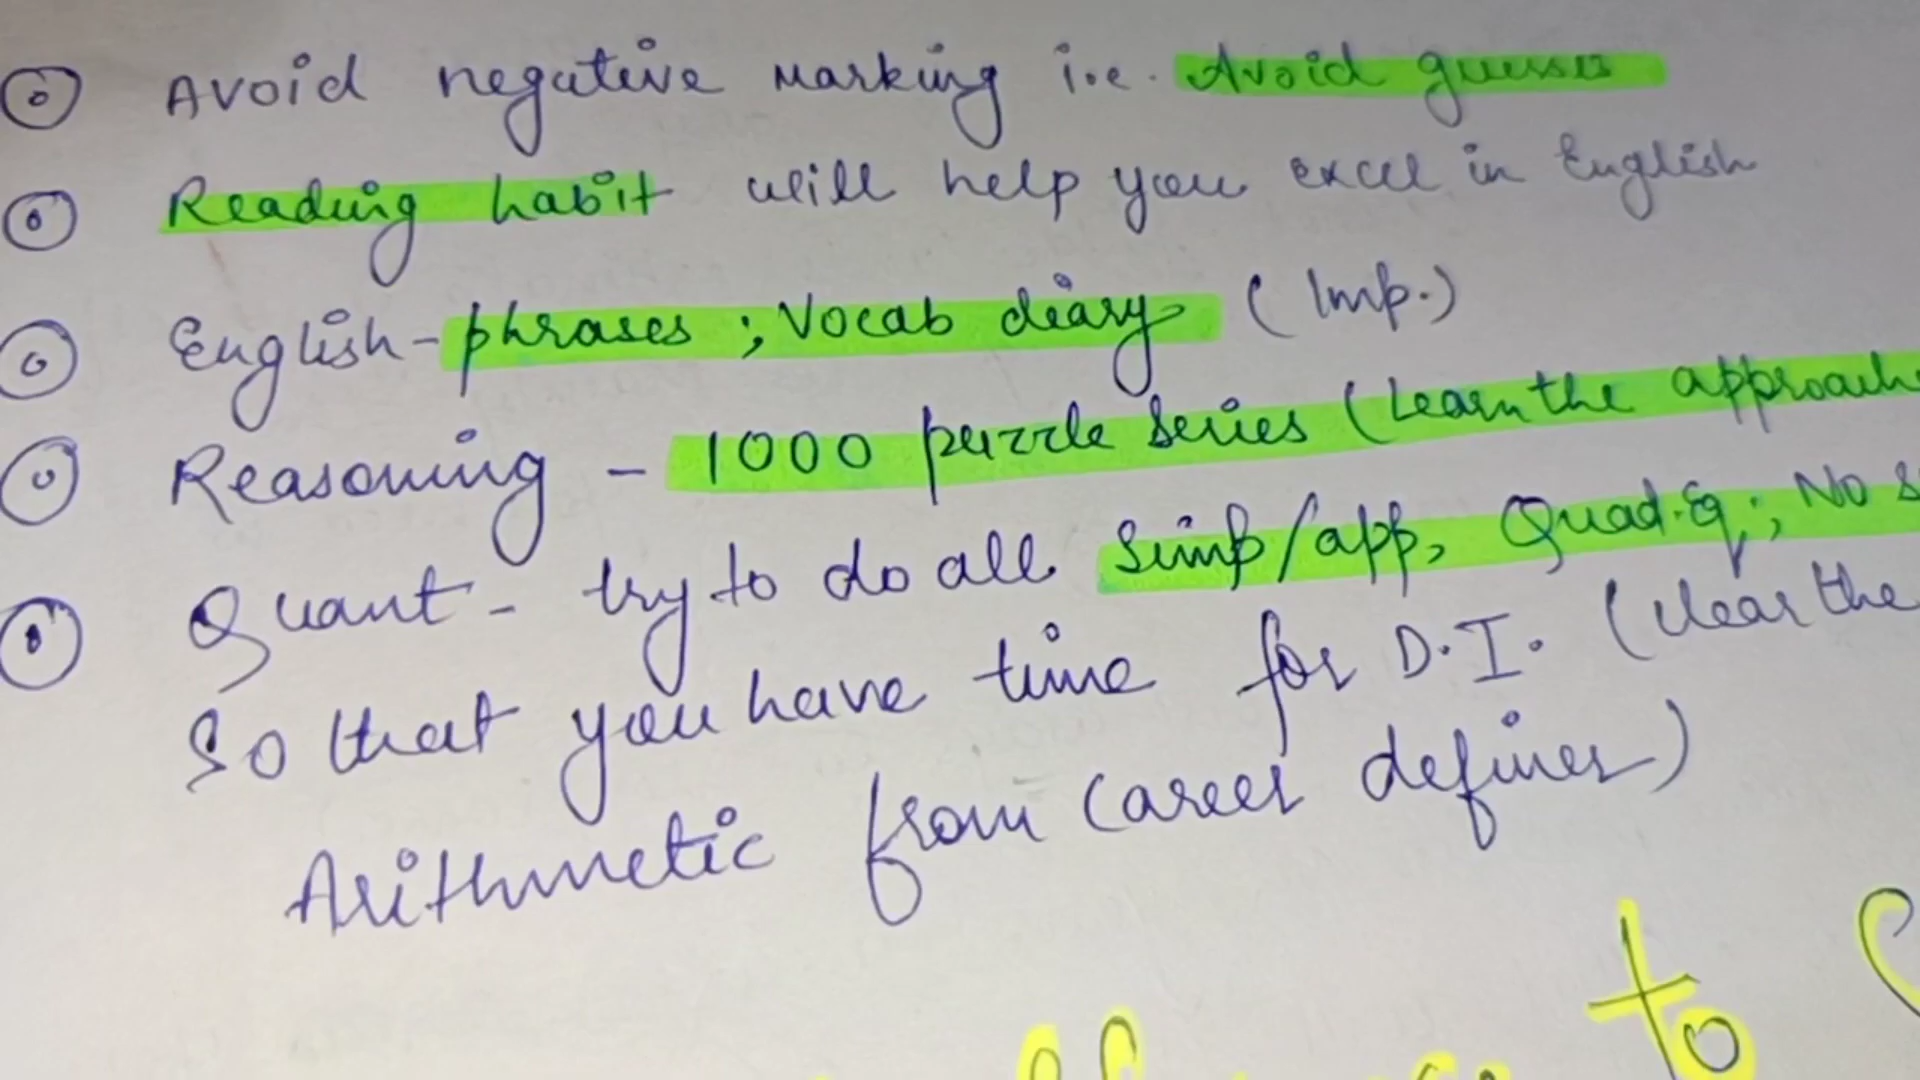 Avoid negative marking i.e. Avoid guesses
Reading habit will help you excel in English
English - phrases ; Vocab diary (Imp.)
Reasoning - 1000 puzzle series (Learn the
Quant - try to do all Simp/app, Quad. Eq.; No
So that you have time for D.I. (clear the
Arithmetic from Career definer)
to